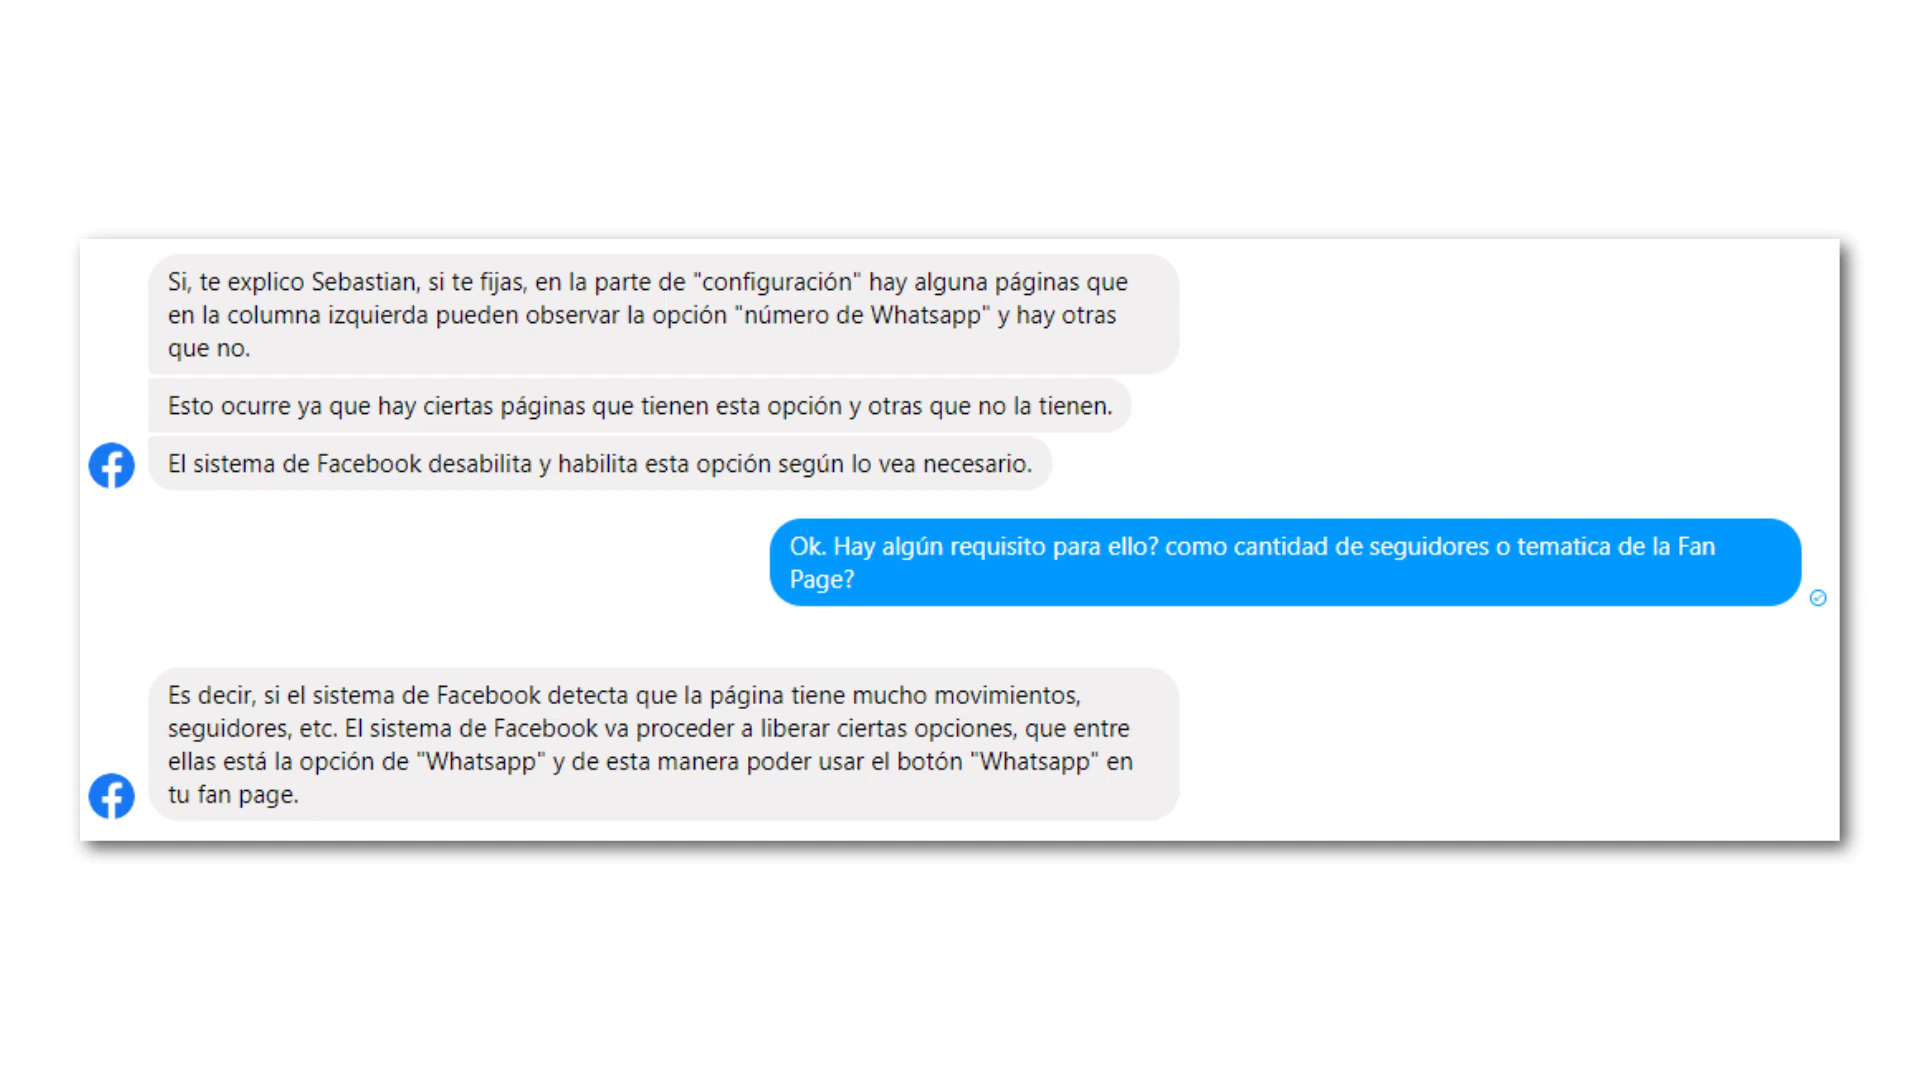 Si, te explico Sebastian, si te fijas, en la parte de "configuración" hay alguna páginas que
en la columna izquierda pueden observar la opción "número de Whatsapp" y hay otras
que no.
Esto ocurre ya que hay ciertas páginas que tienen esta opción y otras que no la tienen.
El sistema de Facebook desabilita y habilita esta opción según lo vea necesario.
Ok. Hay algún requisito para ello? como cantidad de seguidores o tematica de la Fan
Page?
Es decir, si el sistema de Facebook detecta que la página tiene mucho movimientos,
seguidores, etc. El sistema de Facebook va proceder a liberar ciertas opciones, que entre
ellas está la opción de "Whatsapp" y de esta manera poder usar el botón "Whatsapp" en
tu fan page.